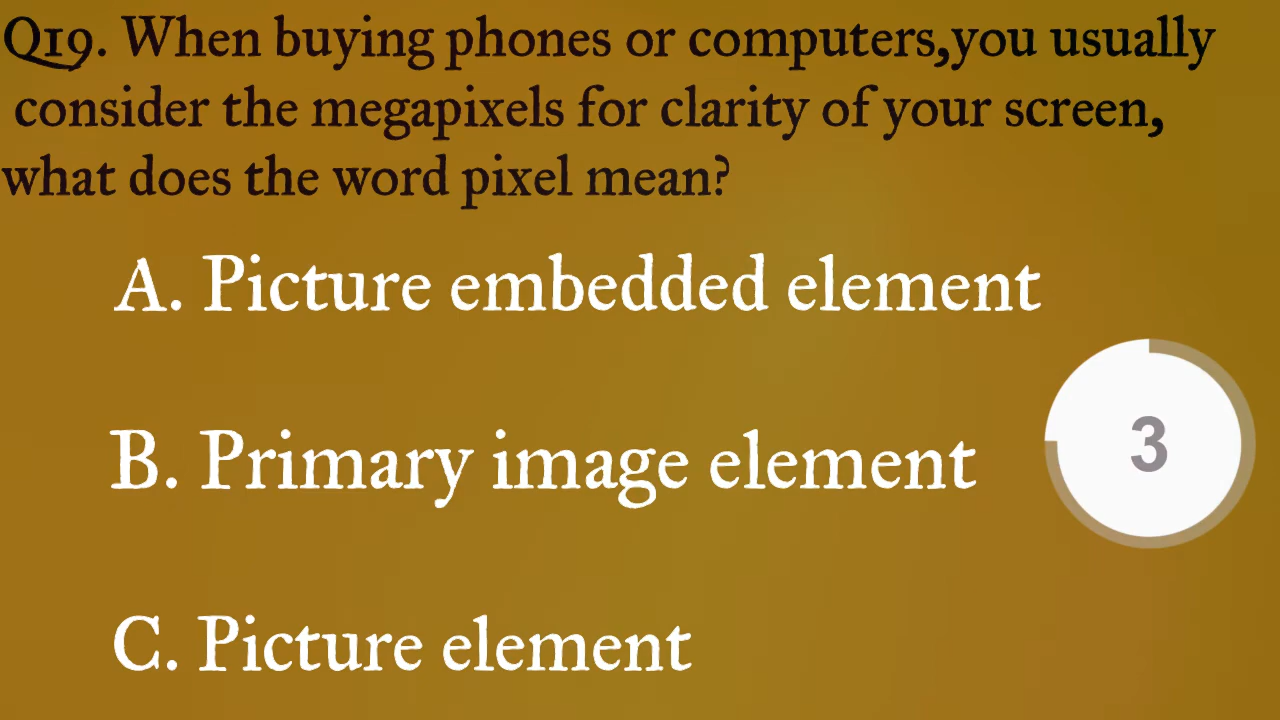 Q19. When buying phones or computers,you usually
consider the megapixels for clarity of your screen,
what does the word pixel mean?
A. Picture embedded element
B. Primary image element
3
C. Picture element